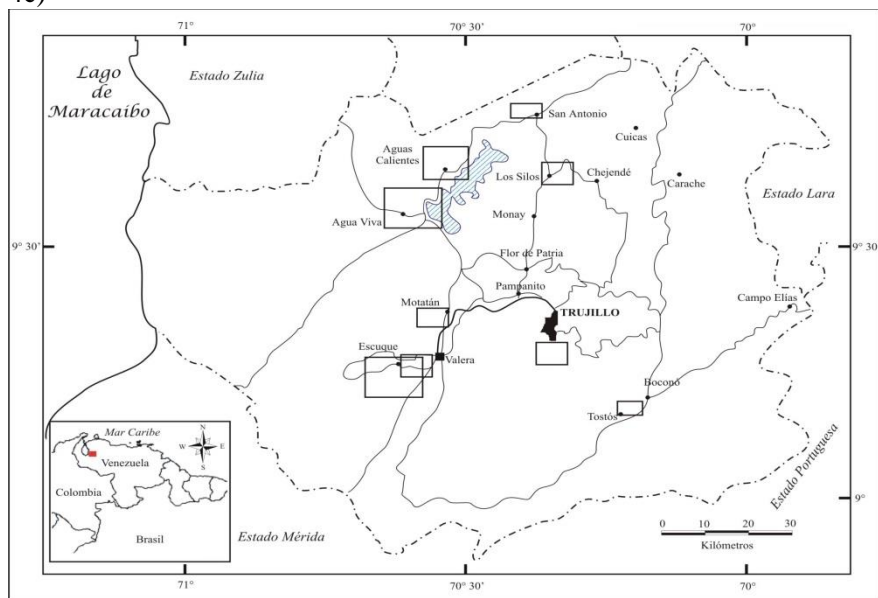 71°
70° 30'
70°
Lago
de
Maracaibo
Estado Zulia
San Antonio
Cuicas
Aguas
Calientes
Los Silos
Chejendé
Carache
Estado Lara
Agua Viva
Monay
9° 30'
9° 30'
Flor de Patria
Pampanito
Campo Elías
Motatán
TRUJILLO
Escuque
Valera
Boconó
Tostós
Mar Caribe
N
W
E
S
Venezuela
Colombia
Brasil
Estado Mérida
Estado Portuguesa
9°
0 10 20 30
Kilómetros
71°
70° 30'
70°